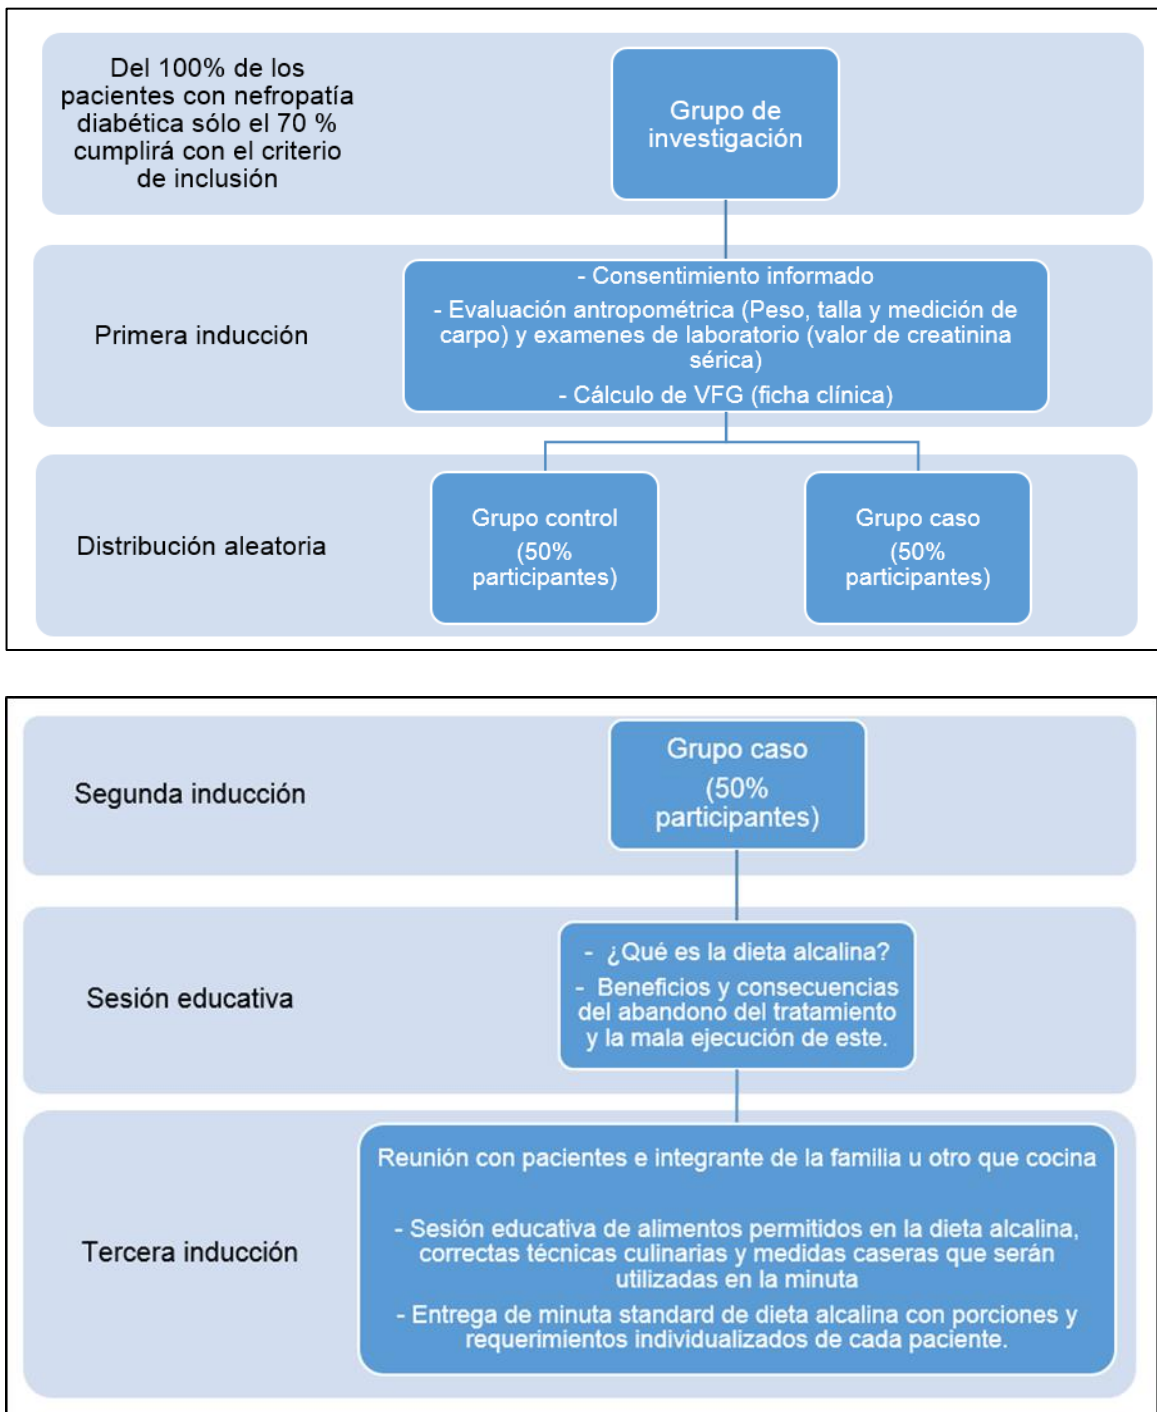 Del 100% de los
pacientes con nefropatía
diabética sólo el 70 %
cumplirá con el criterio
de inclusión
Grupo de
investigación
Primera inducción
- Consentimiento informado
- Evaluación antropométrica (Peso, talla y medición de
carpo) y examenes de laboratorio (valor de creatinina
sérica)
- Cálculo de VFG (ficha clínica)
Distribución aleatoria
Grupo control
(50%
participantes)
Grupo caso
(50%
participantes)
Segunda inducción
Grupo caso
(50%
participantes)
Sesión educativa
- ¿Qué es la dieta alcalina?
- Beneficios y consecuencias
del abandono del tratamiento
y la mala ejecución de este.
Tercera inducción
Reunión con pacientes e integrante de la familia u otro que cocina
- Sesión educativa de alimentos permitidos en la dieta alcalina,
correctas técnicas culinarias y medidas caseras que serán
utilizadas en la minuta
- Entrega de minuta standard de dieta alcalina con porciones y
requerimientos individualizados de cada paciente.